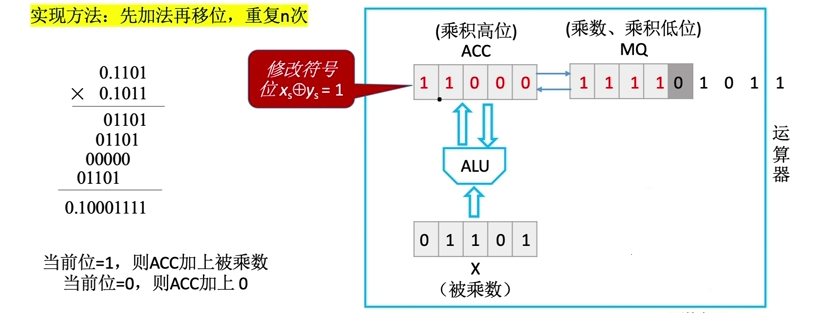 实现方法：先加法再移位，重复n次
0.1101
× 0.1011
01101
01101
00000
01101
0.10001111
当前位=1，则ACC加上被乘数
当前位=0，则ACC加上 0
修改符号
位 xs⊕ys = 1
(乘积高位)
ACC
1 1 0 0 0
(乘数、乘积低位)
MQ
1 1 1 1 0 1 0 1 1
ALU
0 1 1 0 1
X
（被乘数）
运算器